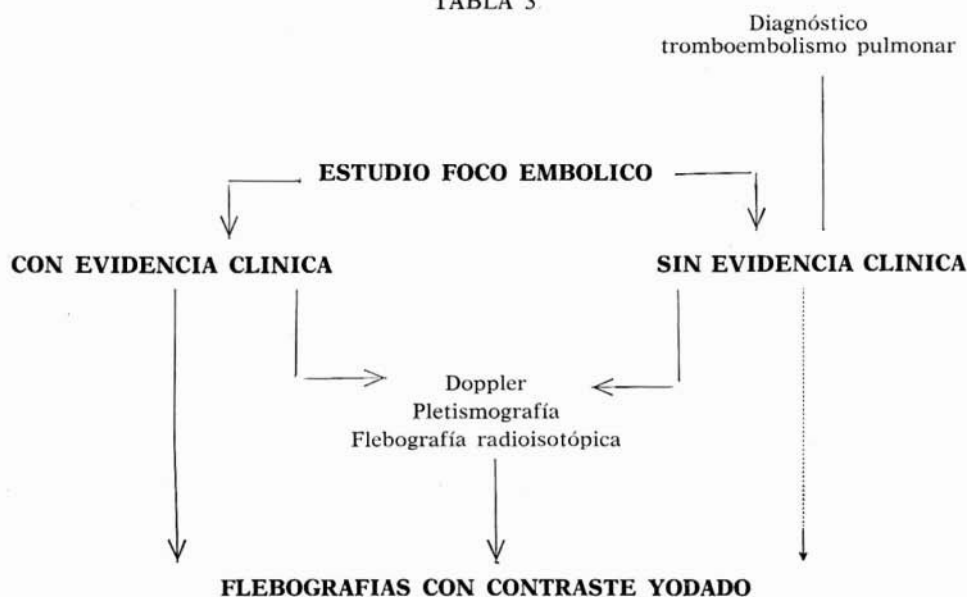 TABLA 3
Diagnóstico
tromboembolismo pulmonar
ESTUDIO FOCO EMBOLICO
CON EVIDENCIA CLINICA
SIN EVIDENCIA CLINICA
Doppler
Pletismografía
Flebografía radioisotópica
FLEBOGRAFIAS CON CONTRASTE YODADO